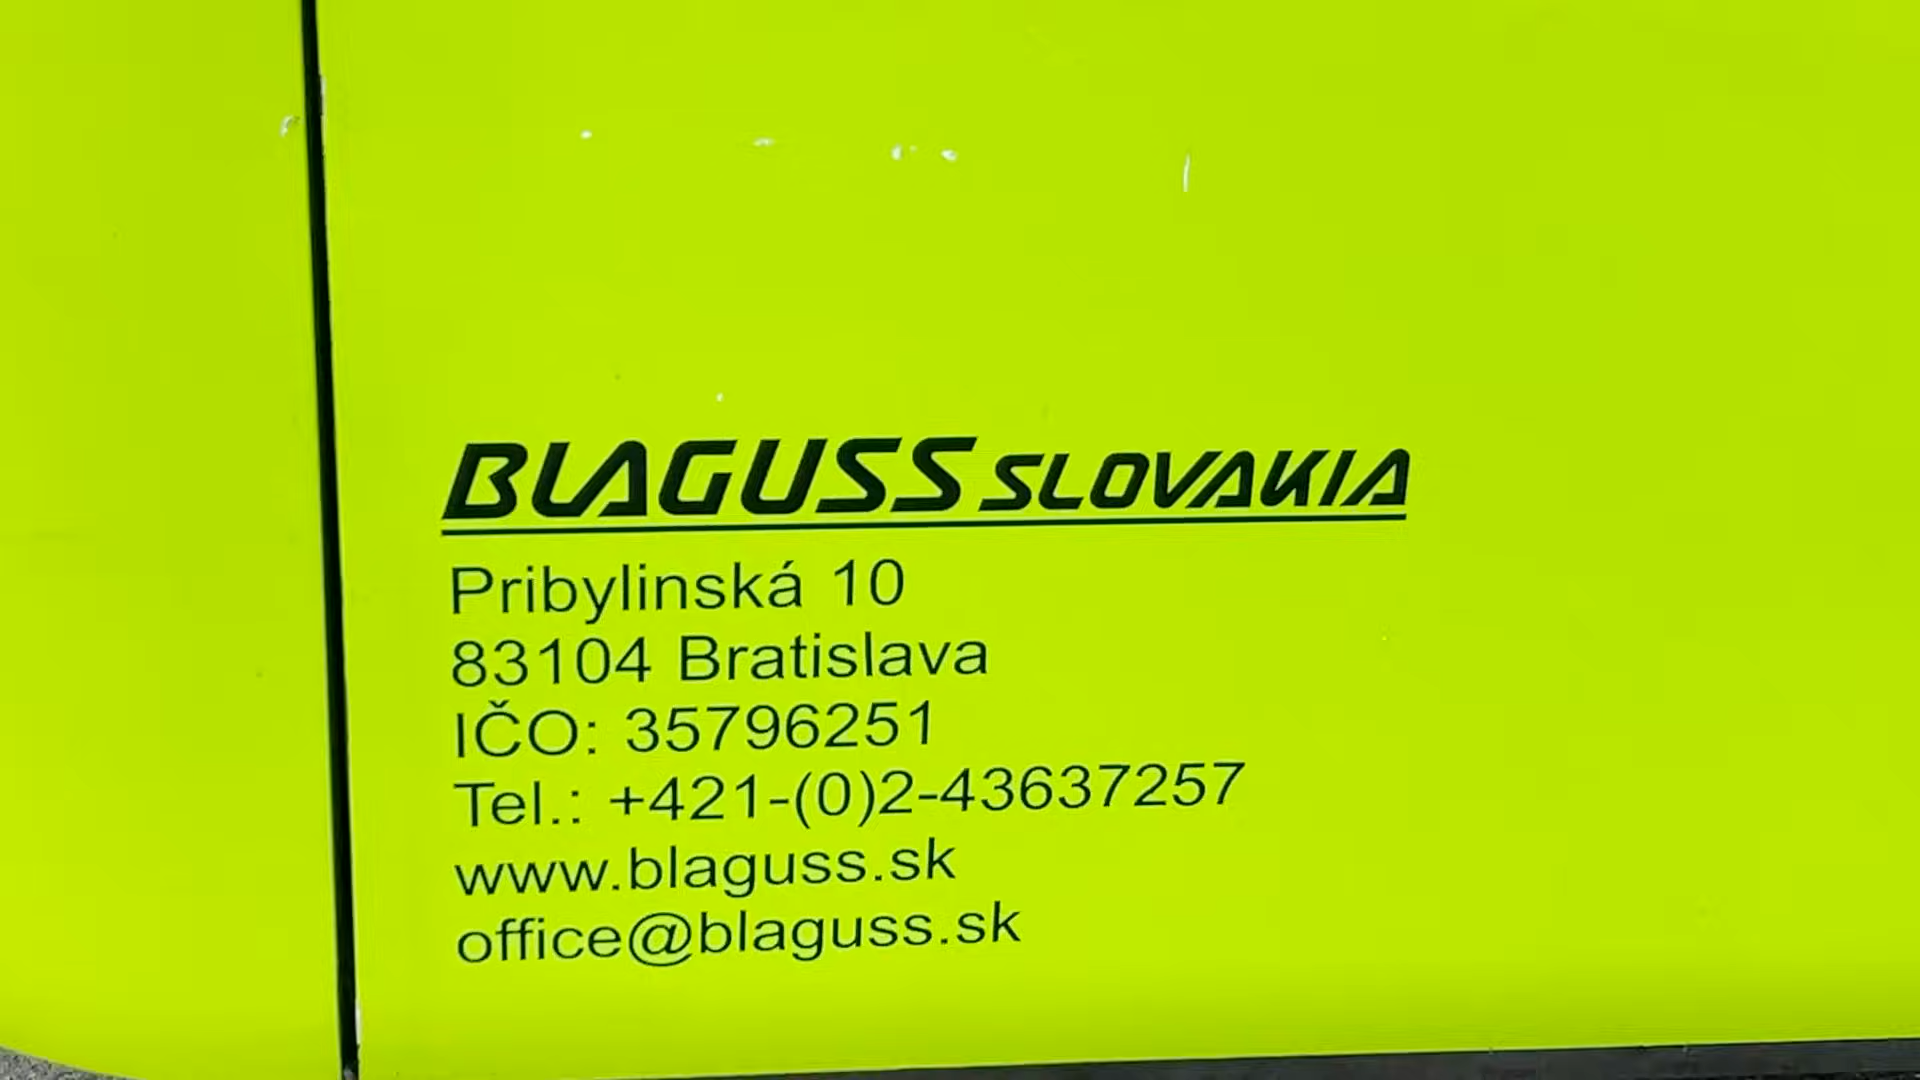 BLAGUSS SLOVAKIA
Pribylinská 10
83104 Bratislava
IČO: 35796251
Tel.: +421-(0)2-43637257
www.blaguss.sk
office@blaguss.sk